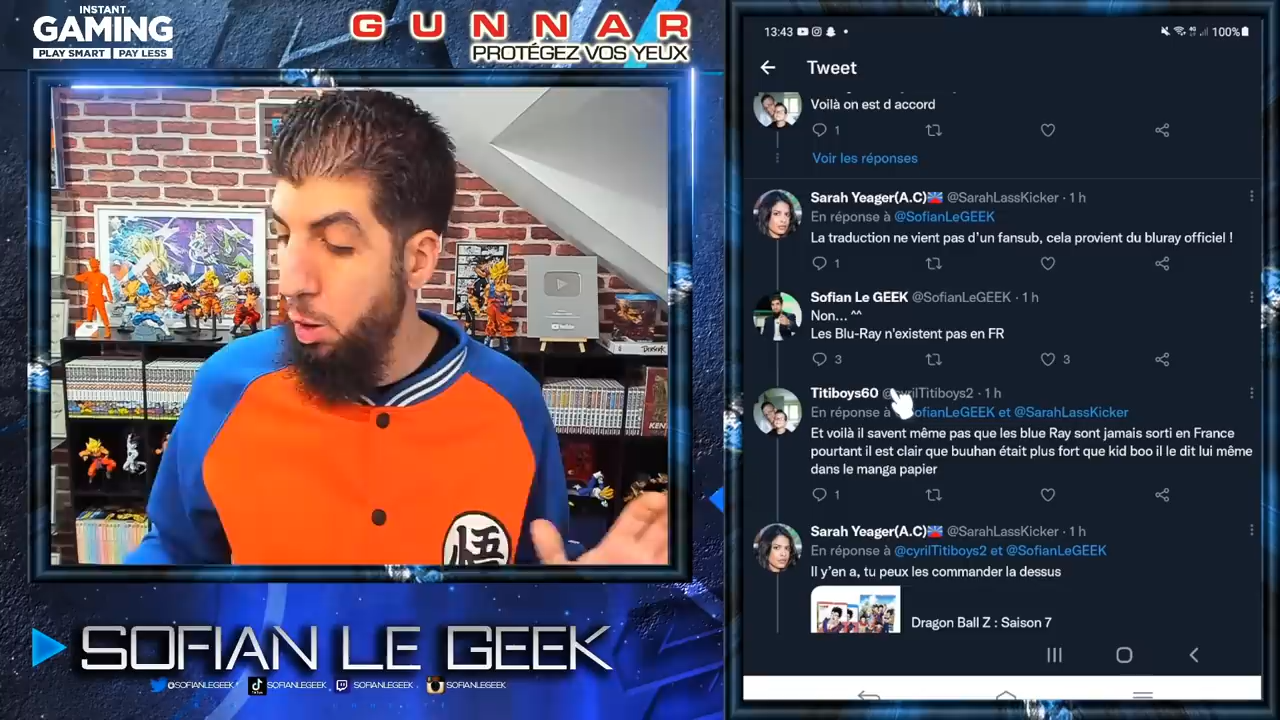 INSTANT
GAMING
PLAY SMART | PAY LESS
GUNNAR
PROTÉGEZ VOS YEUX
YouTube
悟
SOFIAN LE GEEK
@SOFIANLEGEEK
SOFIANLEGEEK
SOFIANLEGEEK
SOFIANLEGEEK
13:43
100%
Tweet
Voilà on est d accord
1
Voir les réponses
Sarah Yeager(A.C) @SarahLassKicker · 1 h
En réponse à @SofianLeGEEK
La traduction ne vient pas d'un fansub, cela provient du bluray officiel !
1
Sofian Le GEEK @SofianLeGEEK · 1 h
Non... ^^
Les Blu-Ray n'existent pas en FR
3 3
Titiboys60 @cyrilTitiboys2 · 1 h
En réponse à @SofianLeGEEK et @SarahLassKicker
Et voilà il savent même pas que les blue Ray sont jamais sorti en France
pourtant il est clair que buuhan était plus fort que kid boo il le dit lui même
dans le manga papier
1
Sarah Yeager(A.C) @SarahLassKicker · 1 h
En réponse à @cyrilTitiboys2 et @SofianLeGEEK
Il y'en a, tu peux les commander la dessus
Dragon Ball Z : Saison 7